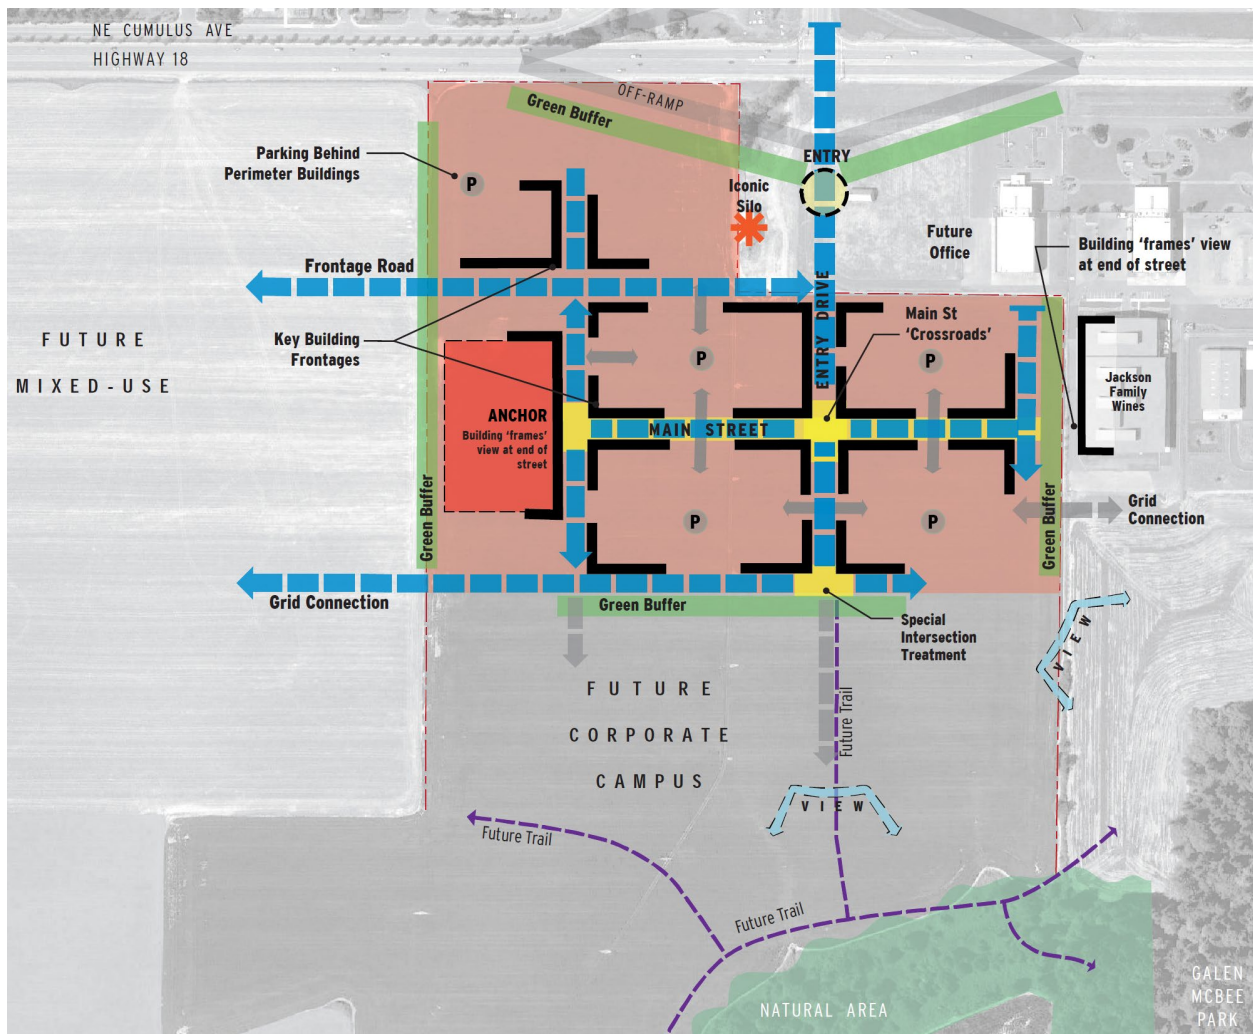 NE CUMULUS AVE
HIGHWAY 18
OFF-RAMP
Green Buffer
Parking Behind
Perimeter Buildings
P
ENTRY
Iconic
Silo
Future
Office
Building 'frames' view
at end of street
Frontage Road
ENTRY DRIVE
Main St
'Crossroads'
FUTURE
MIXED-USE
Key Building
Frontages
P
P
Jackson
Family
Wines
ANCHOR
Building 'frames'
view at end of
street
MAIN STREET
Green Buffer
P
P
Green Buffer
Grid
Connection
Grid Connection
Green Buffer
Special
Intersection
Treatment
VIEW
FUTURE
CORPORATE
CAMPUS
Future Trail
VIEW
Future Trail
Future Trail
NATURAL AREA
GALEN
MCBEE
PARK